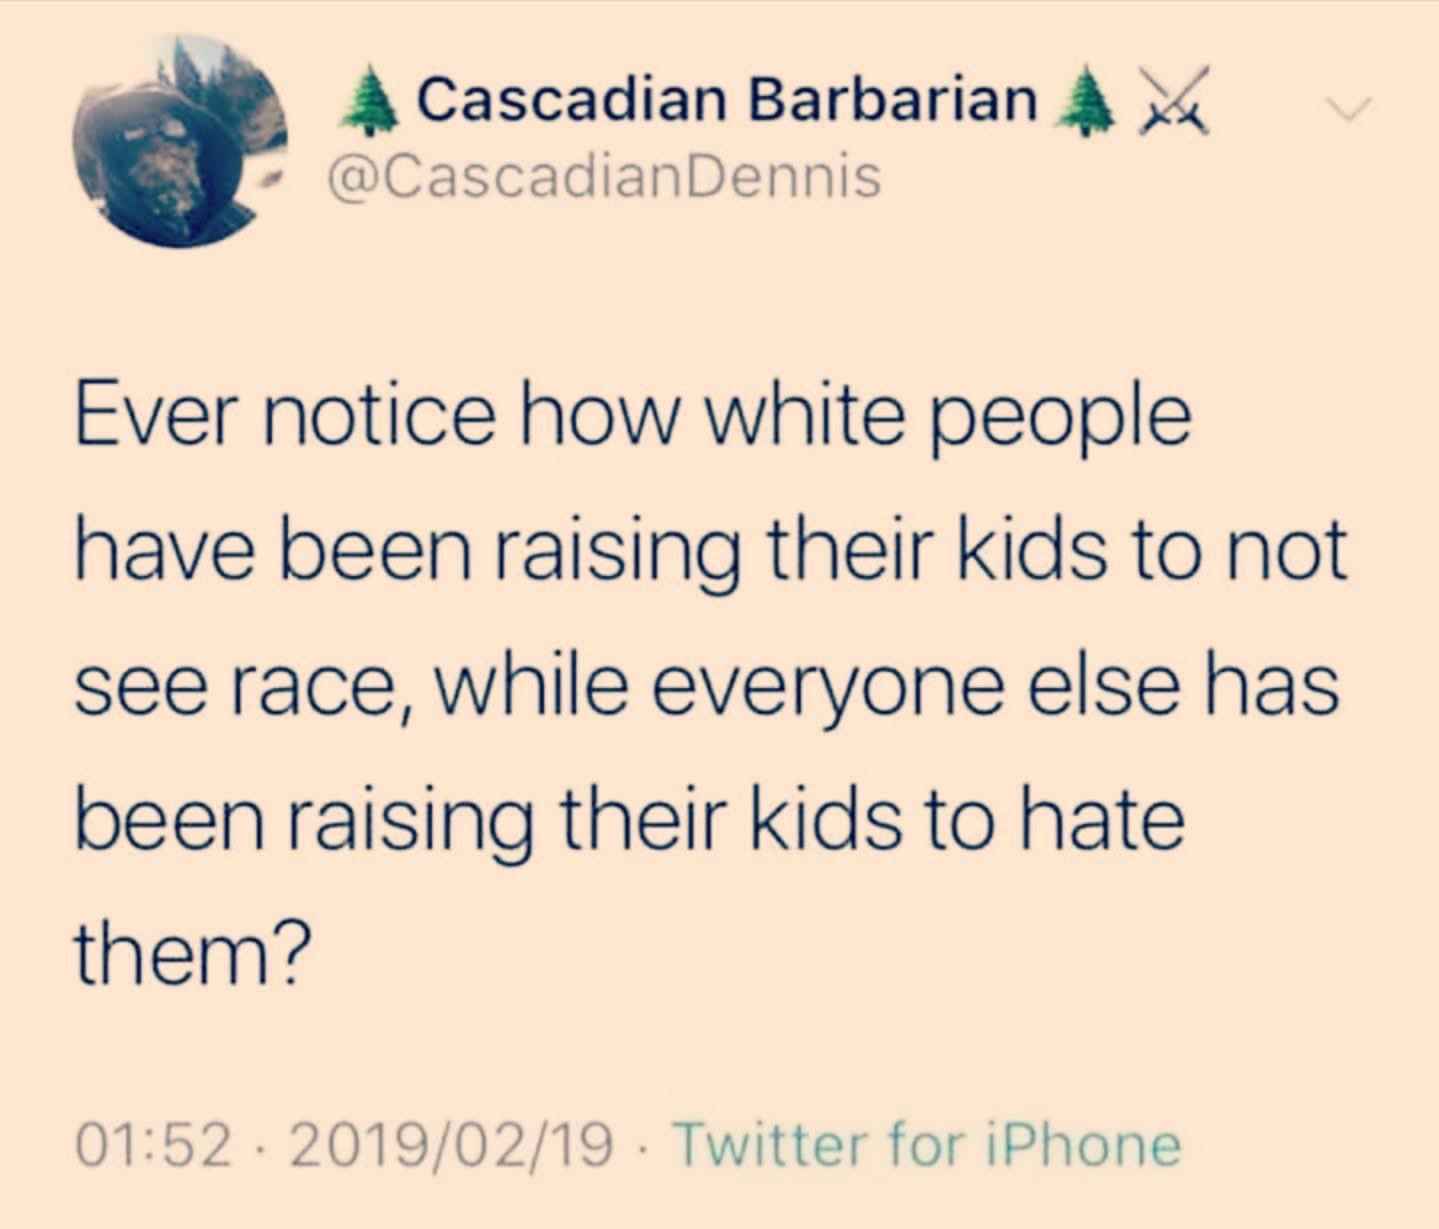 🌲 Cascadian Barbarian 🌲⚔
@CascadianDennis
Ever notice how white people
have been raising their kids to not
see race, while everyone else has
been raising their kids to hate
them?
01:52 · 2019/02/19 · Twitter for iPhone